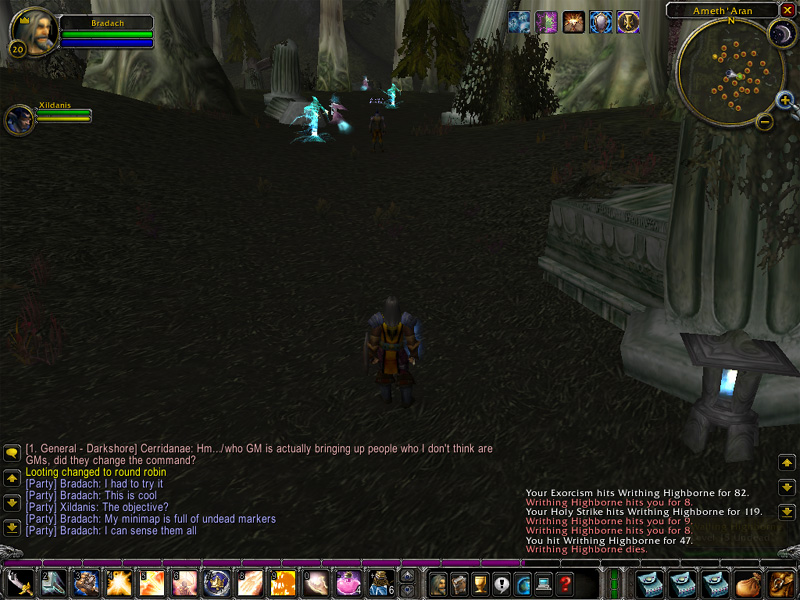 Bradach
20
Xildanis
Ameth'Aran
N
[1. General - Darkshore] Cerridanae: Hm.../who GM is actually bringing up people who I don't think are
GMs, did they change the command?
Looting changed to round robin
[Party] Bradach: I had to try it
[Party] Bradach: This is cool
[Party] Xildanis: The objective?
[Party] Bradach: My minimap is full of undead markers
[Party] Bradach: I can sense them all
Your Exorcism hits Writhing Highborne for 82.
Writhing Highborne hits you for 8.
Your Holy Strike hits Writhing Highborne for 119.
Writhing Highborne hits you for 9.
Writhing Highborne hits you for 8.
You hit Writhing Highborne for 47.
Writhing Highborne dies.